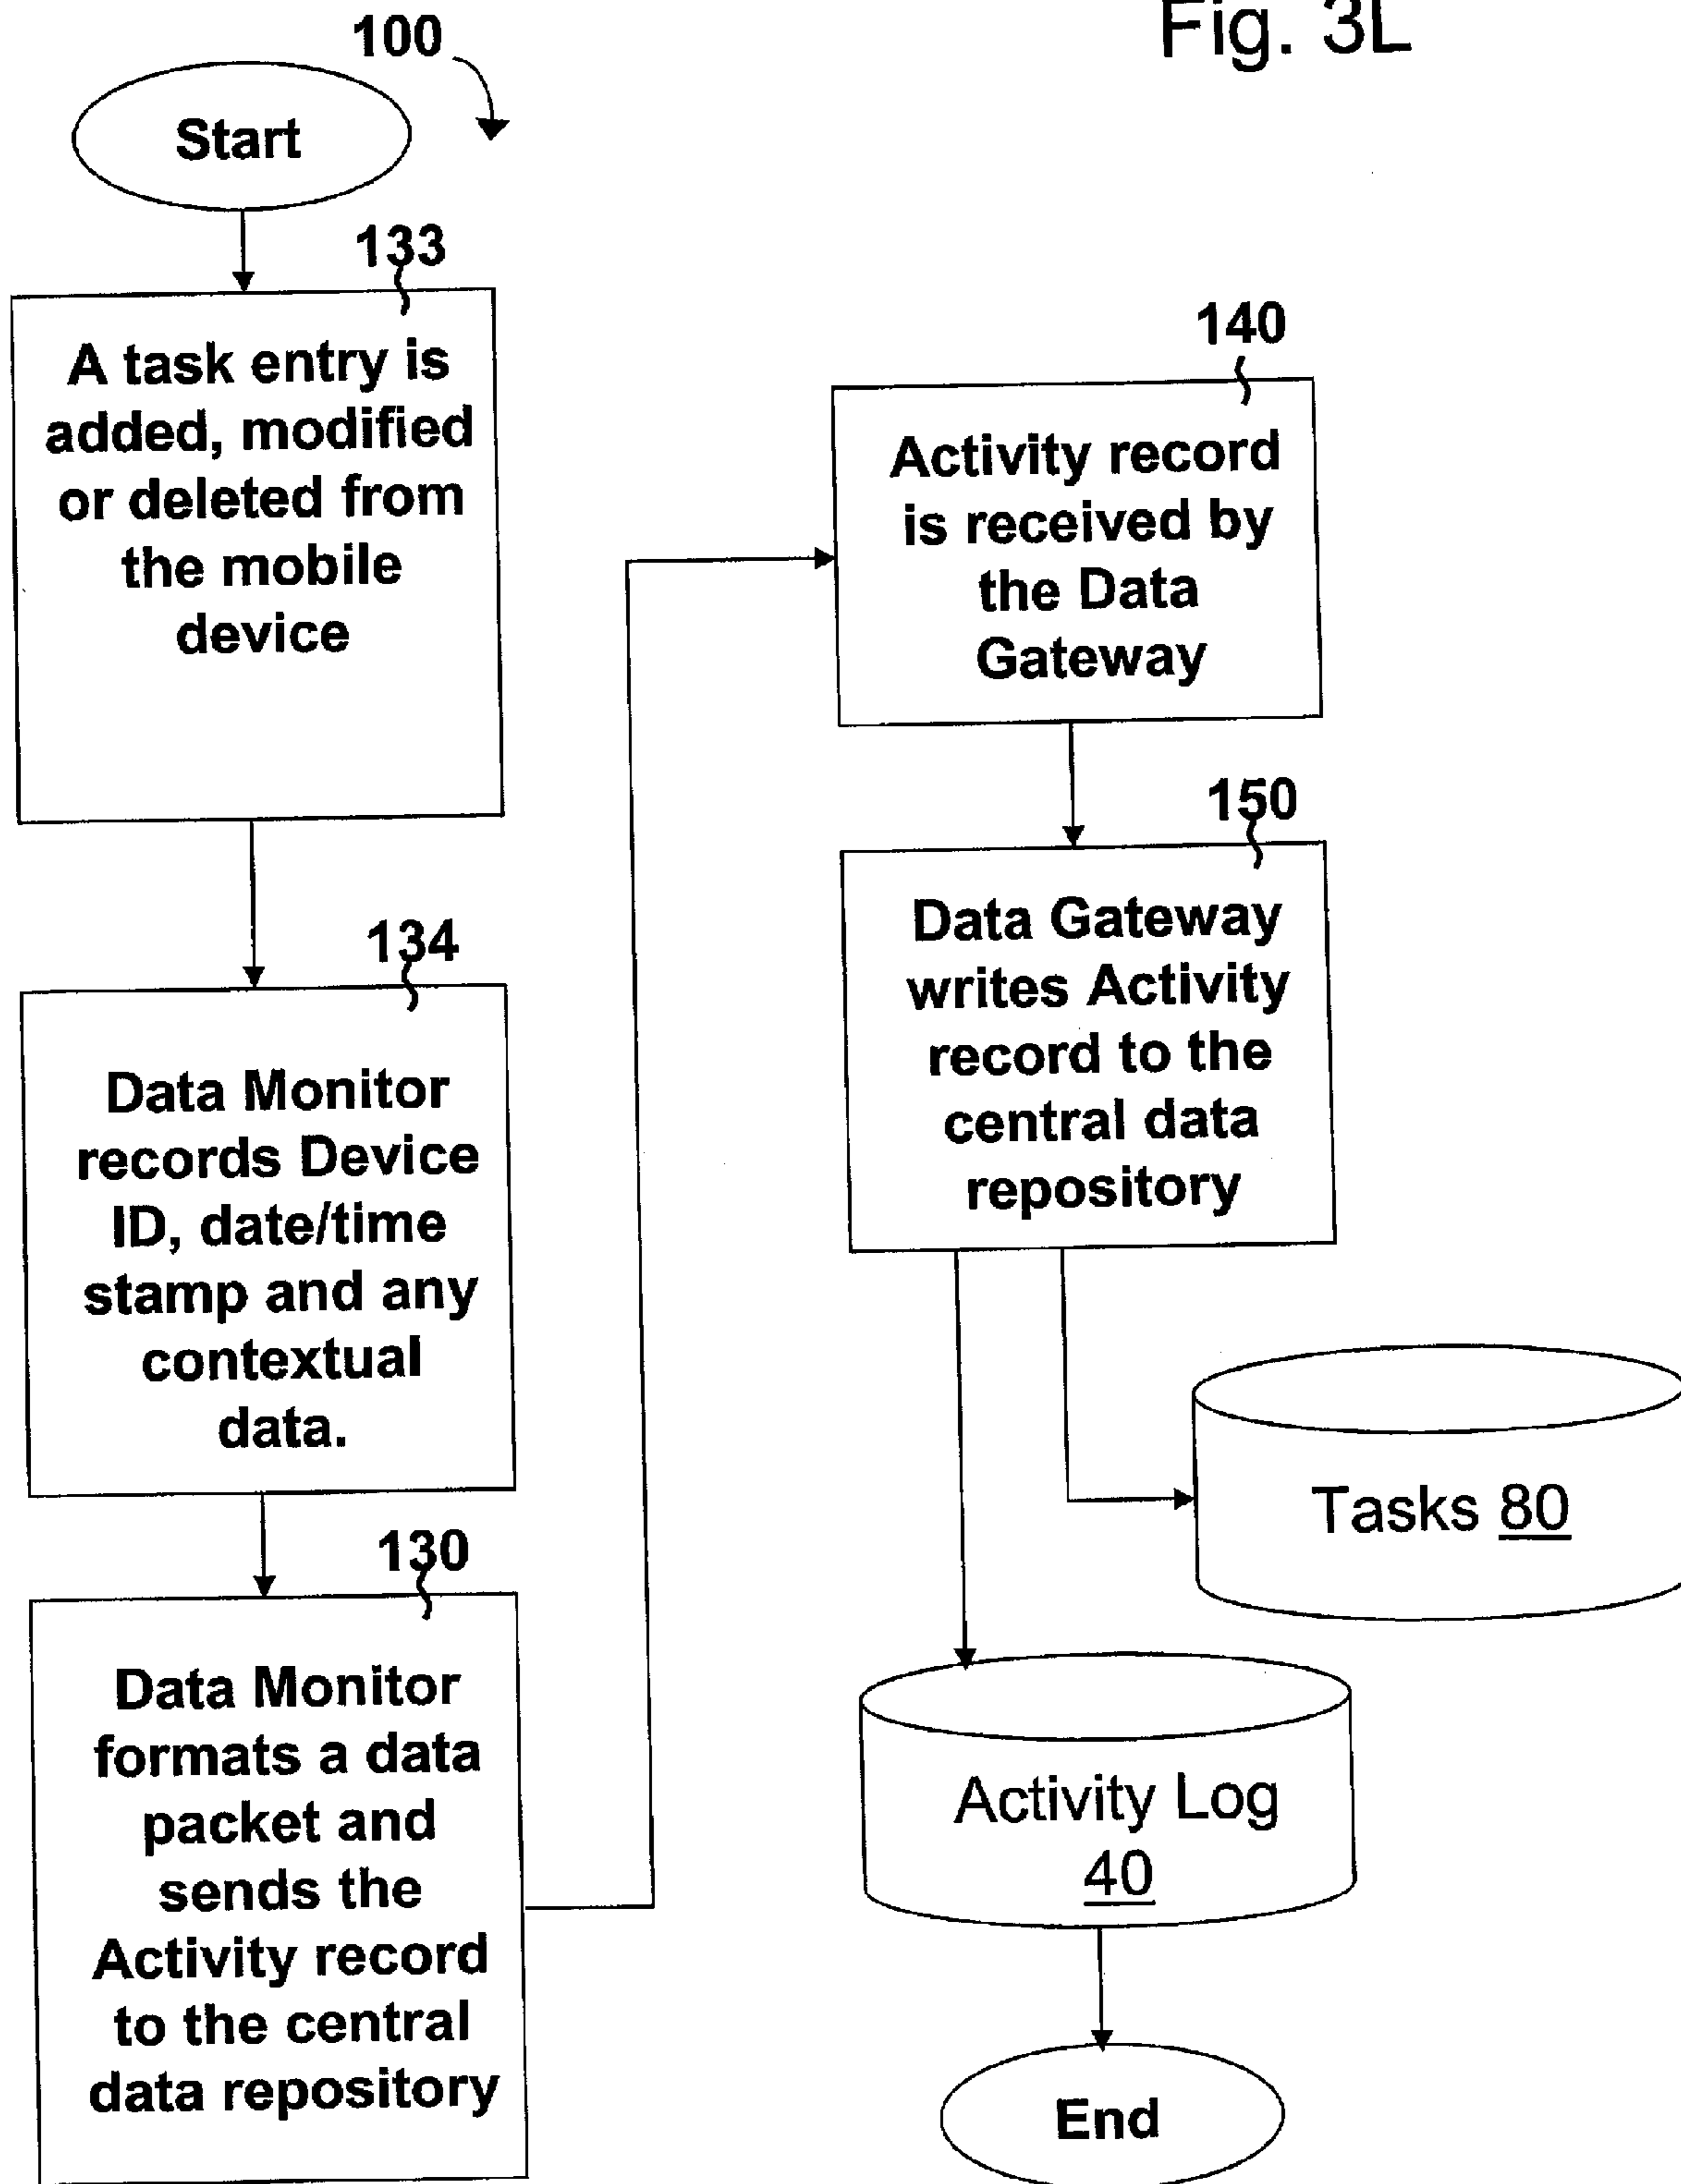 Fig. 3L
100
Start
133
A task entry is
added, modified
or deleted from
the mobile
device
134
Data Monitor
records Device
ID, date/time
stamp and any
contextual
data.
130
Data Monitor
formats a data
packet and
sends the
Activity record
to the central
data repository
140
Activity record
is received by
the Data
Gateway
150
Data Gateway
writes Activity
record to the
central data
repository
Tasks 80
Activity Log
40
End